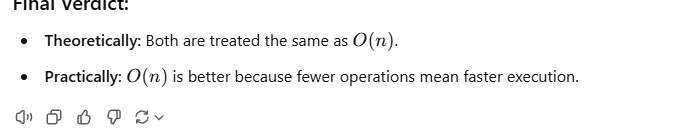 Final Verdict:
• Theoretically: Both are treated the same as O(n).
• Practically: O(n) is better because fewer operations mean faster execution.